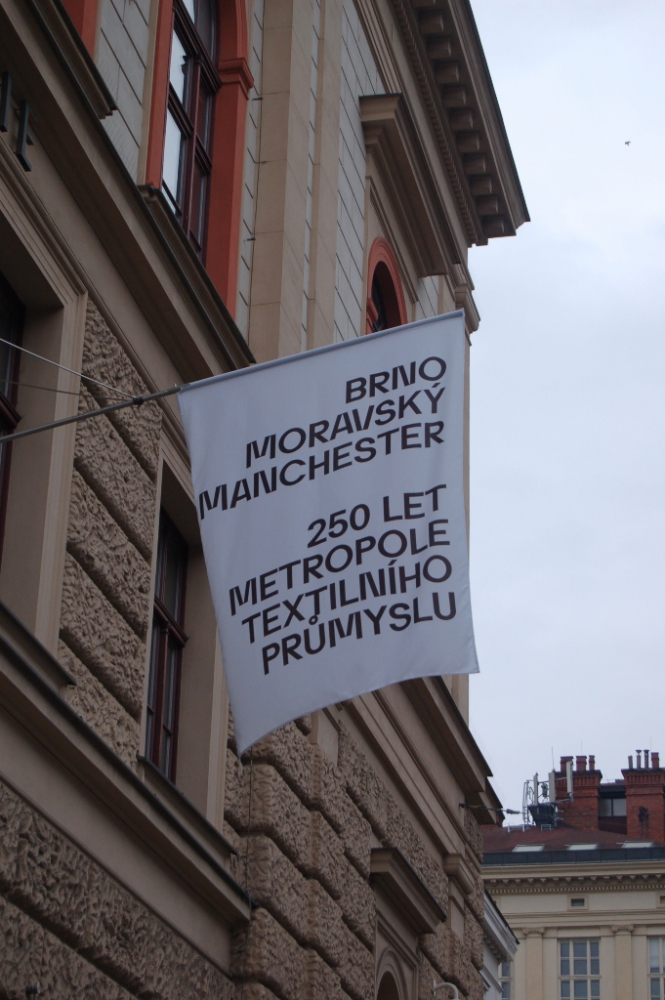 BRNO
MORAVSKÝ
MANCHESTER
250 LET
METROPOLE
TEXTILNÍHO
PRŮMYSLU